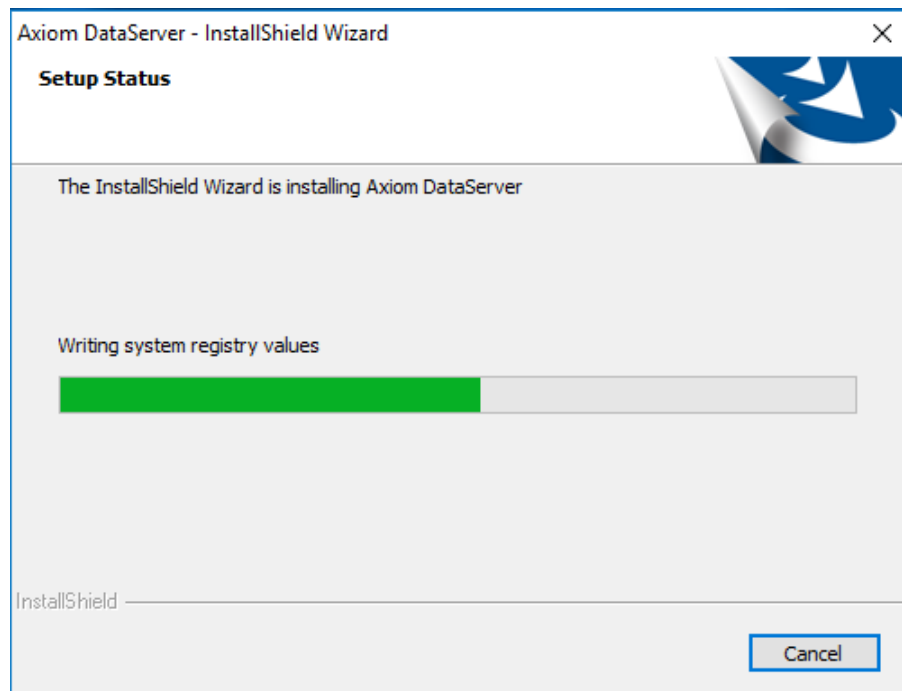 Axiom DataServer - InstallShield Wizard
Setup Status
The InstallShield Wizard is installing Axiom DataServer
Writing system registry values
InstallShield
Cancel